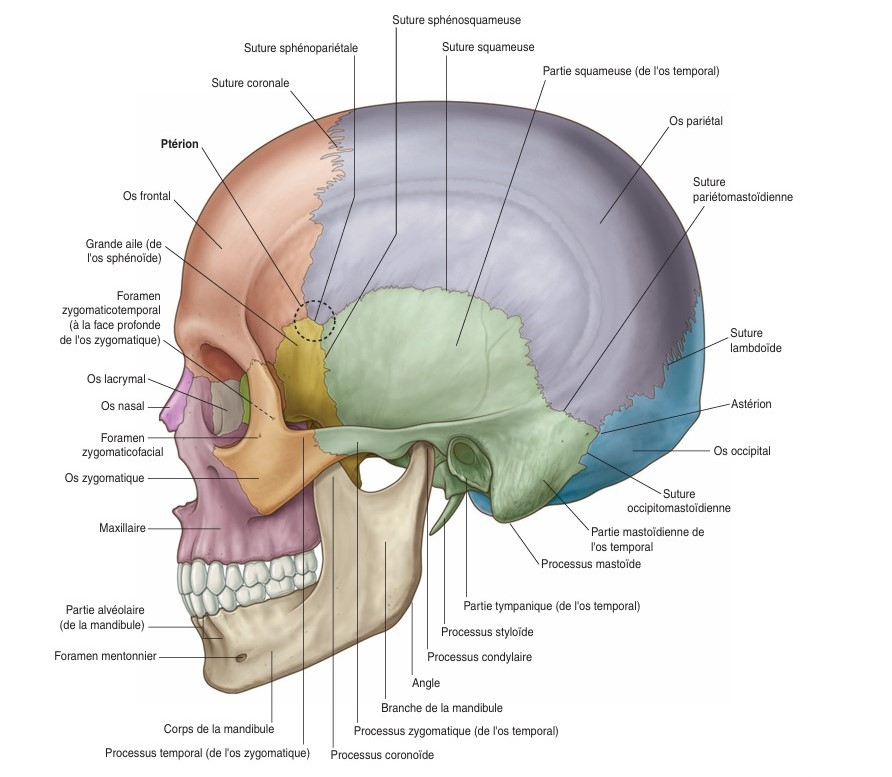 Suture sphénosquameuse
Suture sphénopariétale
Suture squameuse
Partie squameuse (de l'os temporal)
Suture coronale
Os pariétal
Ptérion
Suture
pariétomastoïdienne
Os frontal
Grande aile (de
l'os sphénoïde)
Foramen
zygomaticotemporal
(à la face profonde
de l'os zygomatique)
Suture
lambdoïde
Os lacrymal
Os nasal
Astérion
Foramen
zygomaticofacial
Os occipital
Os zygomatique
Suture
occipitomastoïdienne
Maxillaire
Partie mastoïdienne de
l'os temporal
Processus mastoïde
Partie alvéolaire
(de la mandibule)
Partie tympanique (de l'os temporal)
Processus styloïde
Foramen mentonnier
Processus condylaire
Angle
Branche de la mandibule
Corps de la mandibule
Processus zygomatique (de l'os temporal)
Processus temporal (de l'os zygomatique)
Processus coronoïde